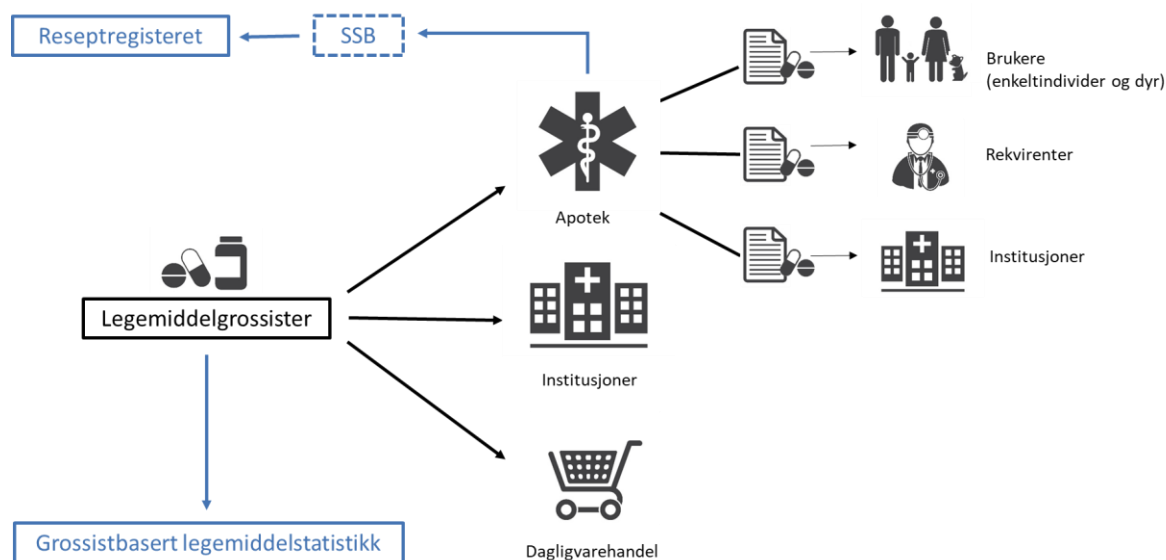 Reseptregisteret
SSB
Brukere
(enkeltindivider og dyr)
Rekvirenter
Apotek
Institusjoner
Legemiddelgrossister
Institusjoner
Grossistbasert legemiddelstatistikk
Dagligvarehandel